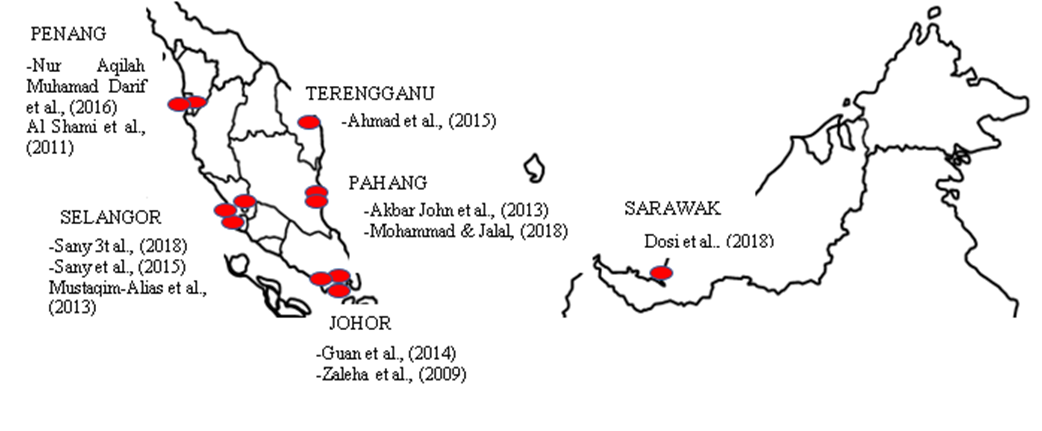 PENANG
-Nur Aqilah
Muhamad Darif
et al., (2016)
Al Shami et al.,
(2011)
TERENGGANU
-Ahmad et al., (2015)
PAHANG
-Akbar John et al., (2013)
-Mohammad & Jalal, (2018)
SELANGOR
-Sany 3t al., (2018)
-Sany et al., (2015)
Mustaqim-Alias et al.,
(2013)
JOHOR
-Guan et al., (2014)
-Zaleha et al., (2009)
SARAWAK
Dosi et al.. (2018)